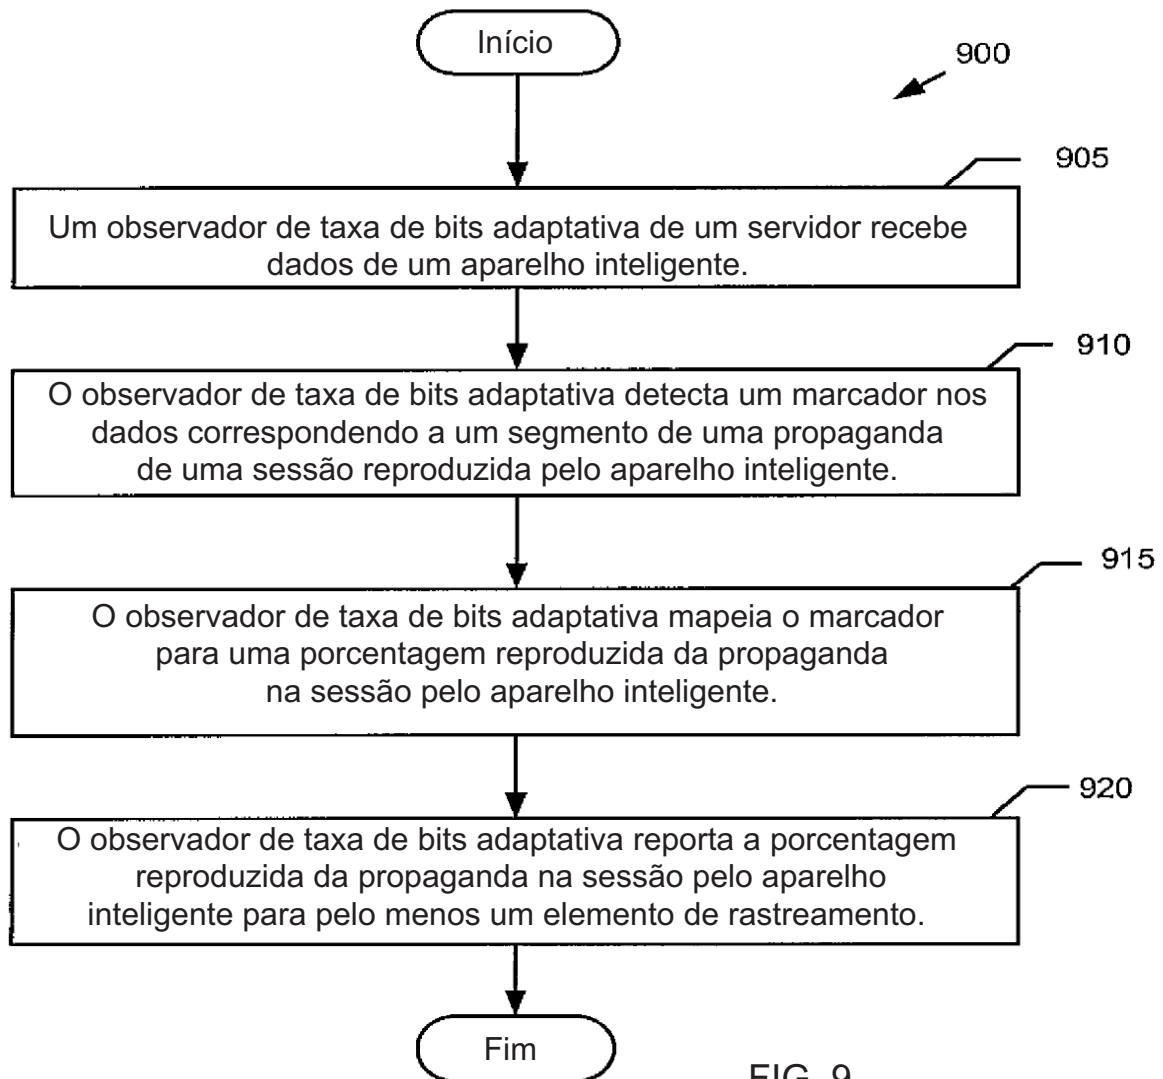 Início
900
905
Um observador de taxa de bits adaptativa de um servidor recebe
dados de um aparelho inteligente.
910
O observador de taxa de bits adaptativa detecta um marcador nos
dados correspondendo a um segmento de uma propaganda
de uma sessão reproduzida pelo aparelho inteligente.
915
O observador de taxa de bits adaptativa mapeia o marcador
para uma porcentagem reproduzida da propaganda
na sessão pelo aparelho inteligente.
920
O observador de taxa de bits adaptativa reporta a porcentagem
reproduzida da propaganda na sessão pelo aparelho
inteligente para pelo menos um elemento de rastreamento.
Fim
FIG. 9